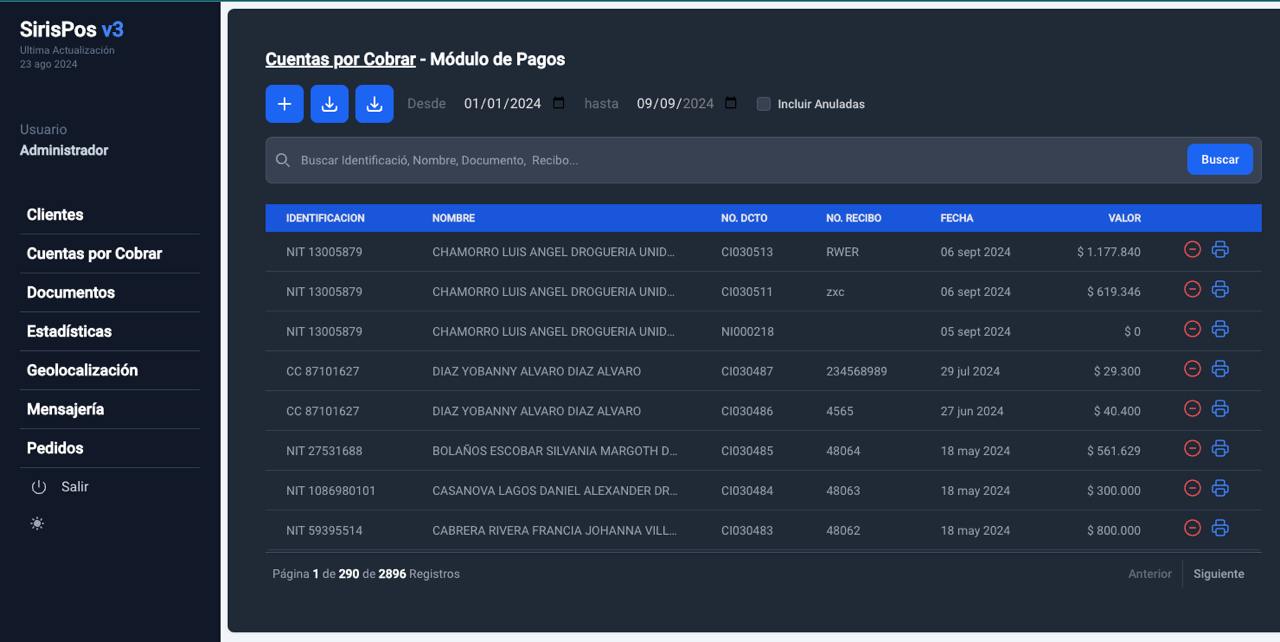 SirisPos v3
Ultima Actualización
23 ago 2024
Usuario
Administrador
Clientes
Cuentas por Cobrar
Documentos
Estadísticas
Geolocalización
Mensajería
Pedidos
Salir
Cuentas por Cobrar - Módulo de Pagos
Desde 01/01/2024 hasta 09/09/2024 Incluir Anuladas
Buscar Identificació, Nombre, Documento, Recibo... Buscar
IDENTIFICACION NOMBRE NO. DCTO NO. RECIBO FECHA VALOR
NIT 13005879 CHAMORRO LUIS ANGEL DROGUERIA UNID... CI030513 RWER 06 sept 2024 $ 1.177.840
NIT 13005879 CHAMORRO LUIS ANGEL DROGUERIA UNID... CI030511 zxc 06 sept 2024 $ 619.346
NIT 13005879 CHAMORRO LUIS ANGEL DROGUERIA UNID... NI000218 05 sept 2024 $ 0
CC 87101627 DIAZ YOBANNY ALVARO DIAZ ALVARO CI030487 234568989 29 jul 2024 $ 29.300
CC 87101627 DIAZ YOBANNY ALVARO DIAZ ALVARO CI030486 4565 27 jun 2024 $ 40.400
NIT 27531688 BOLAÑOS ESCOBAR SILVANIA MARGOTH D... CI030485 48064 18 may 2024 $ 561.629
NIT 1086980101 CASANOVA LAGOS DANIEL ALEXANDER DR... CI030484 48063 18 may 2024 $ 300.000
NIT 59395514 CABRERA RIVERA FRANCIA JOHANNA VILL... CI030483 48062 18 may 2024 $ 800.000
Página 1 de 290 de 2896 Registros Anterior Siguiente